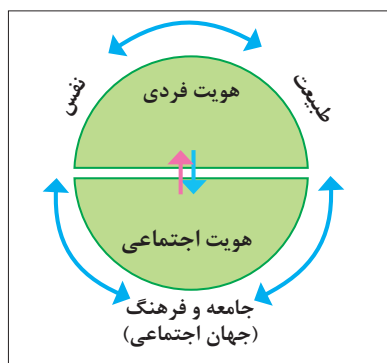 نفس
طبیعت
هویت فردی
هویت اجتماعی
جامعه و فرهنگ
(جهان اجتماعی)